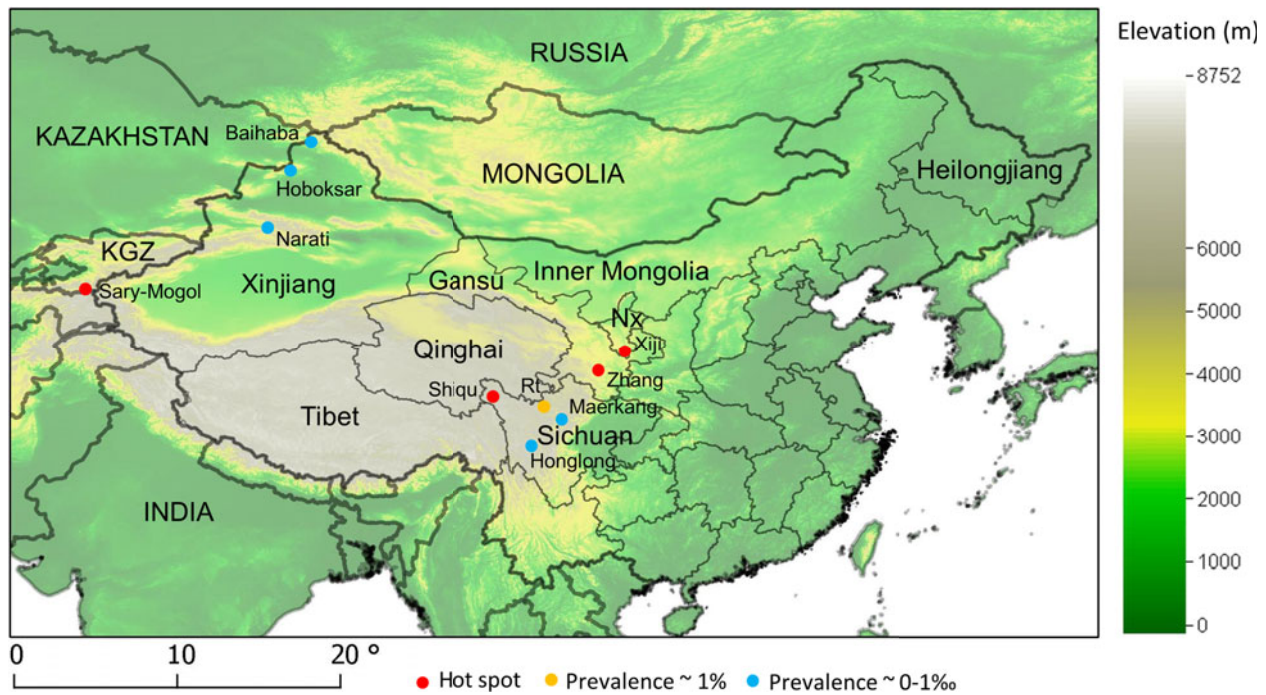 Elevation (m)
8752
6000
5000
4000
3000
2000
1000
0
RUSSIA
KAZAKHSTAN
Baihaba
Hoboksar
MONGOLIA
Heilongjiang
Narati
KGZ
Sary-Mogol
Xinjiang
Gansu
Inner Mongolia
Nx
Xiji
Qinghai
Zhang
Shiqu
Rt
Maerkang
Tibet
Sichuan
Honglong
INDIA
0 10 20 °
Hot spot Prevalence ~ 1% Prevalence ~ 0-1‰